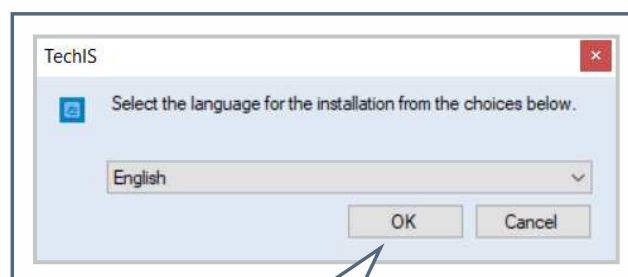 TechIS
Select the language for the installation from the choices below.
English
OK Cancel